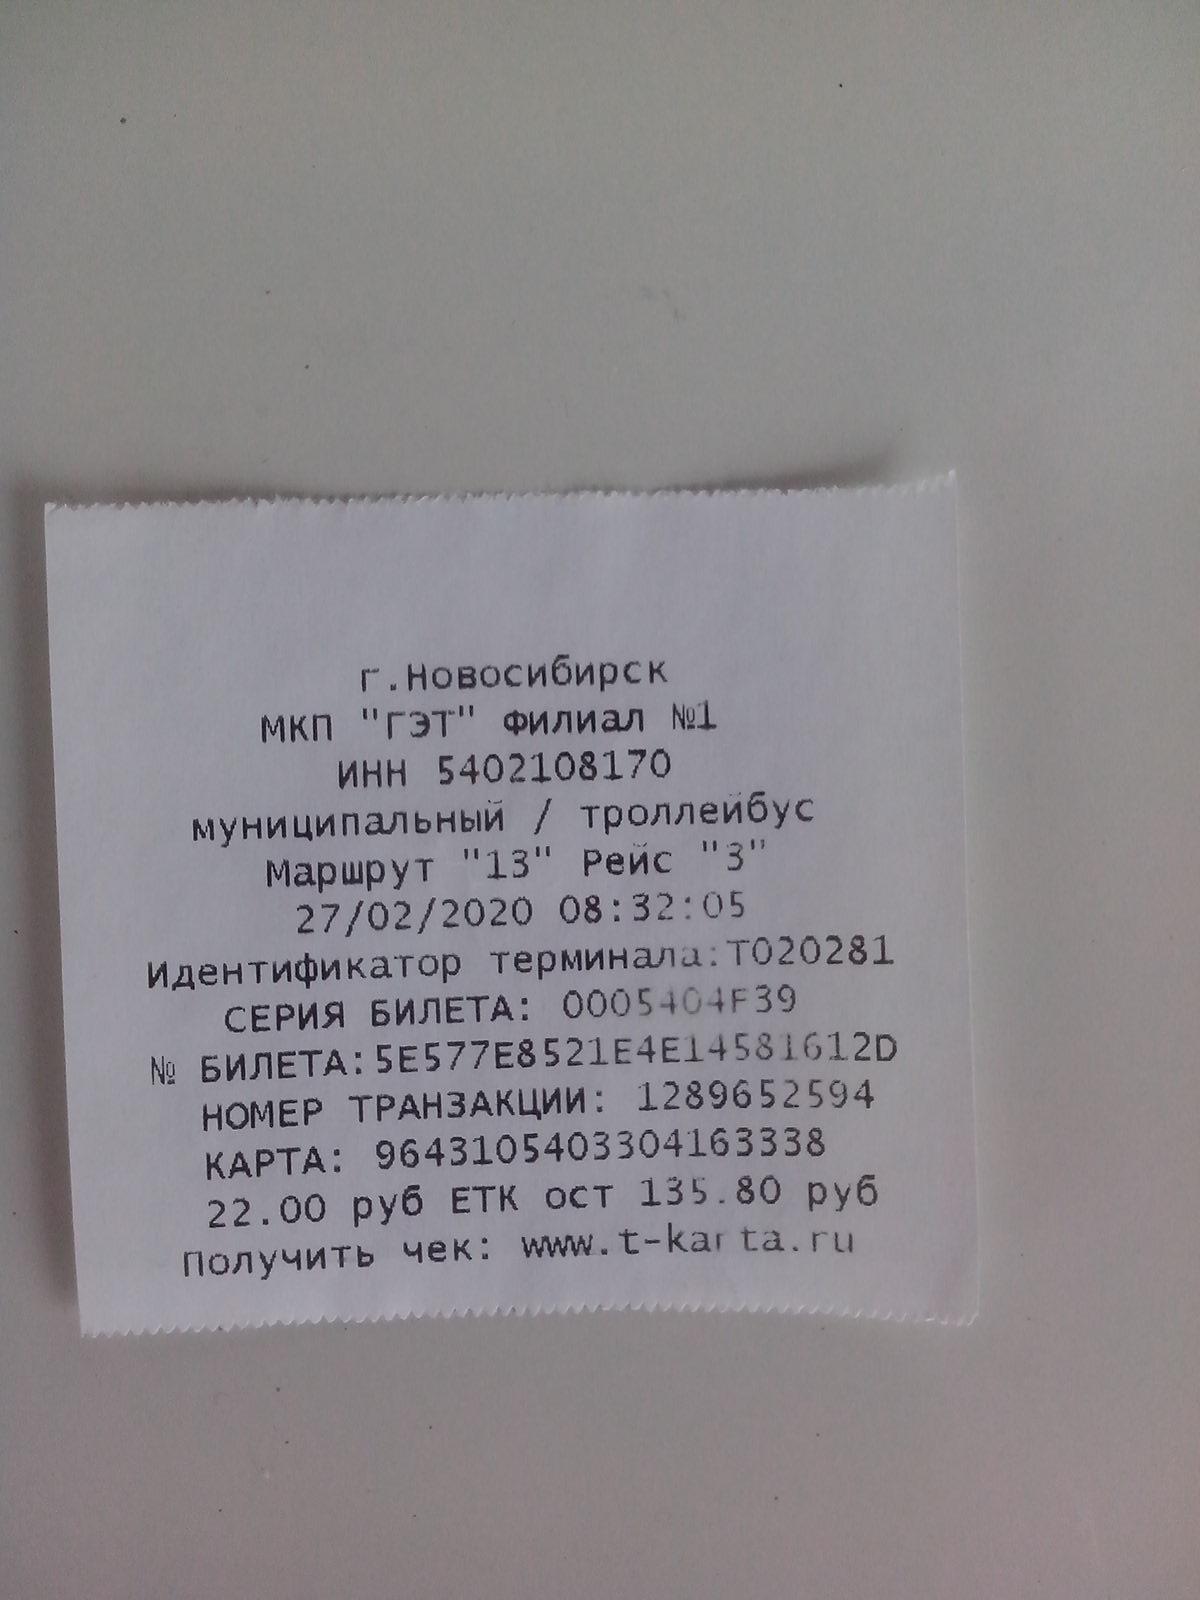 г.Новосибирск
МКП "ГЭТ" Филиал №1
ИНН 5402108170
муниципальный / троллейбус
Маршрут "13" Рейс "3"
27/02/2020 08:32:05
Идентификатор терминала:T020281
СЕРИЯ БИЛЕТА: 0005404F39
№ БИЛЕТА:5E577E8521E4E14581612D
НОМЕР ТРАНЗАКЦИИ: 1289652594
КАРТА: 9643105403304163338
22.00 руб ЕТК ост 135.80 руб
Получить чек: www.t-karta.ru